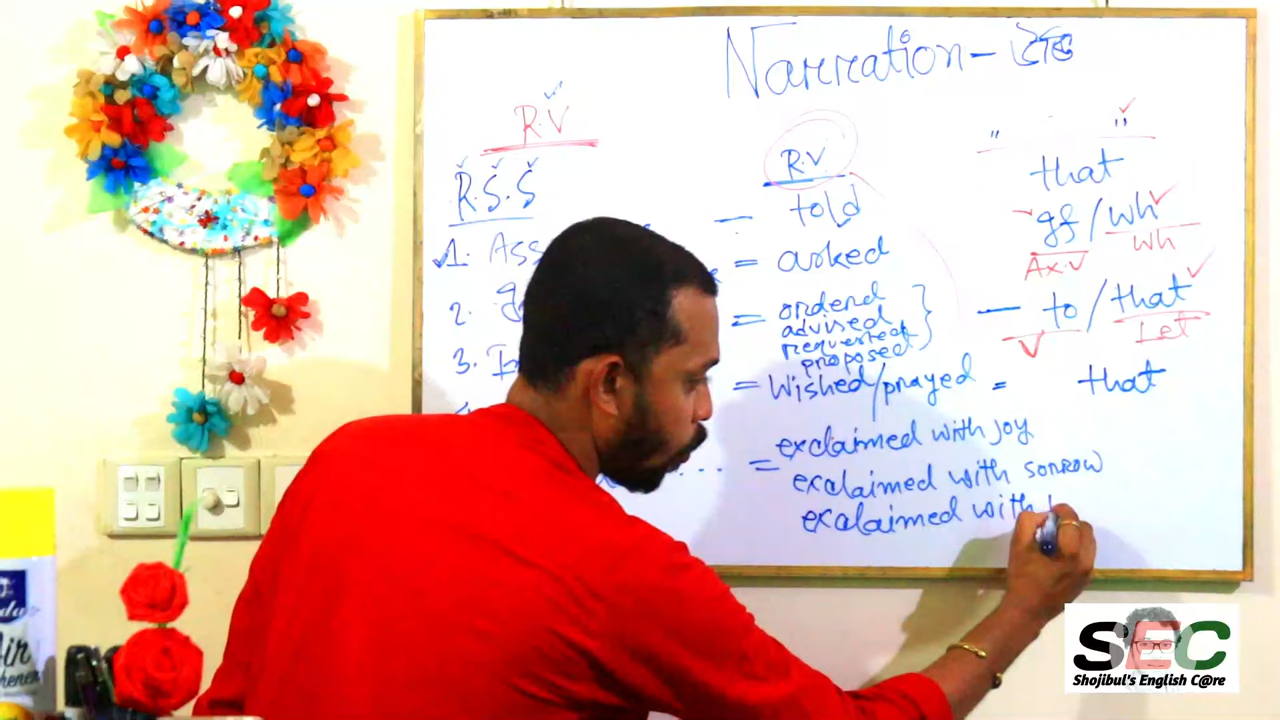 Narration -
R.V
R.V
" "
R.S.S
told
that
1. Ass
= asked
if / wh
Ax.V
Wh
2.
= ordered
advised
requested
proposed
to / that
V
Let
3.
= Wished/prayed =
that
= exclaimed with joy
exclaimed with sorrow
exclaimed with
SEC
Shojibul's English C@re